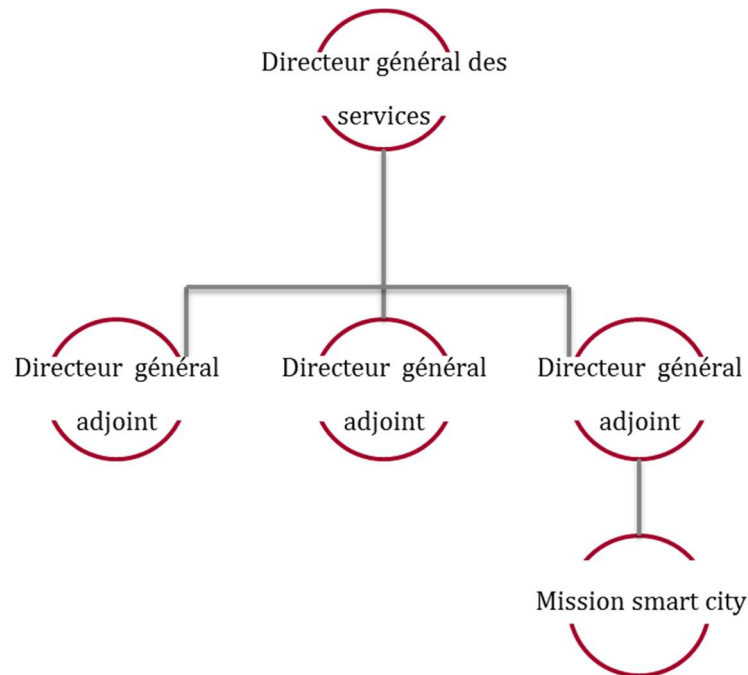 Directeur général des
services
Directeur général
adjoint
Directeur général
adjoint
Directeur général
adjoint
Mission smart city